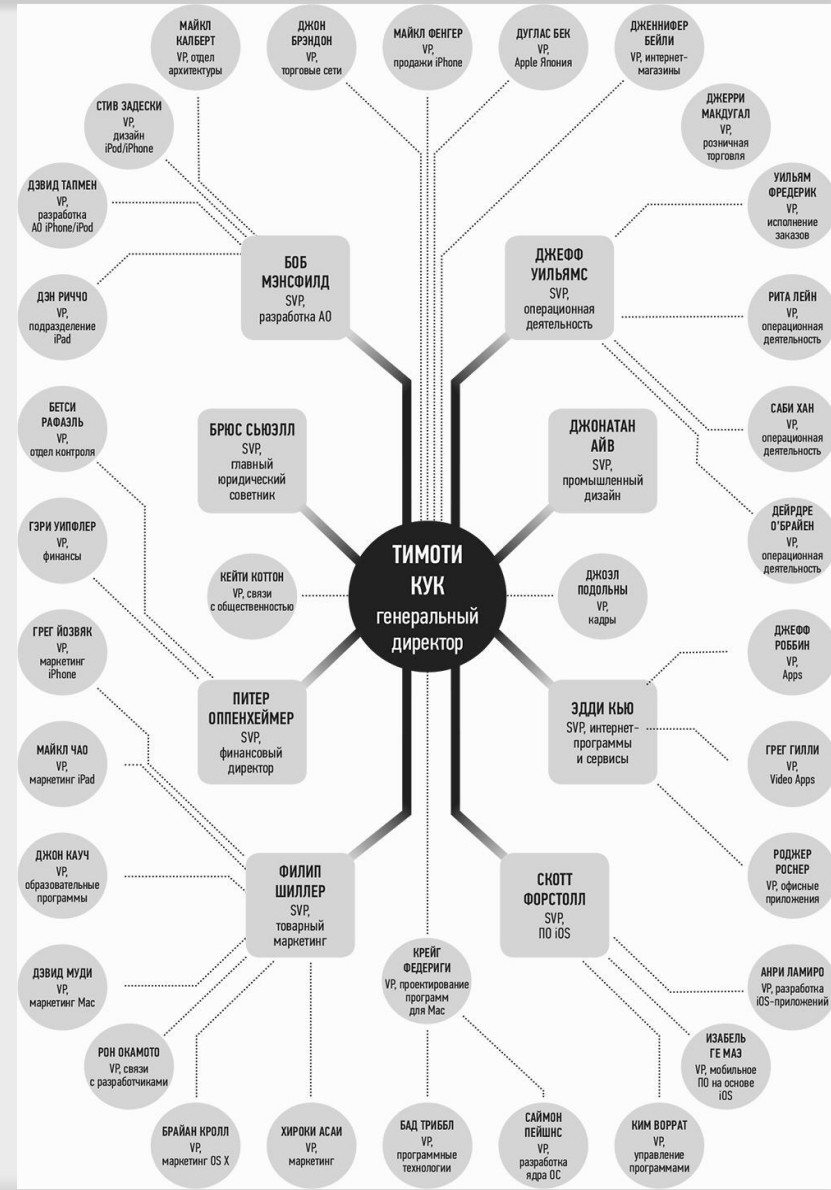 МАЙКЛ
КАЛБЕРТ
VP, отдел
архитектуры
ДЖОН
БРЭНДОН
VP,
торговые сети
МАЙКЛ ФЕНГЕР
VP,
продажи iPhone
ДУГЛАС БЕК
VP,
Apple Япония
ДЖЕННИФЕР
БЕЙЛИ
VP, интернет-
магазины
СТИВ ЗАДЕСКИ
VP,
дизайн
iPod/iPhone
ДЖЕРРИ
МАКДУГАЛ
VP,
розничная
торговля
ДЭВИД ТАПМЕН
VP,
разработка
АО iPhone/iPod
УИЛЬЯМ
ФРЕДЕРИК
VP,
исполнение
заказов
БОБ
МЭНСФИЛД
SVP,
разработка АО
ДЖЕФФ
УИЛЬЯМС
SVP,
операционная
деятельность
ДЭН РИЧЧО
VP,
подразделение
iPad
РИТА ЛЕЙН
VP,
операционная
деятельность
БЕТСИ
РАФАЭЛЬ
VP,
отдел контроля
БРЮС СЬЮЭЛЛ
SVP,
главный
юридический
советник
ДЖОНАТАН
АЙВ
SVP,
промышленный
дизайн
САБИ ХАН
VP,
операционная
деятельность
ГЭРИ УИПФЛЕР
VP,
финансы
ДЕЙРДРЕ
О'БРАЙЕН
VP,
операционная
деятельность
ТИМОТИ
КУК
генеральный
директор
КЕЙТИ КОТТОН
VP, связи
с общественностью
ДЖОЭЛ
ПОДОЛЬНЫ
VP,
кадры
ГРЕГ ЙОЗВЯК
VP,
маркетинг
iPhone
ДЖЕФФ
РОББИН
VP,
Apps
ПИТЕР
ОППЕНХЕЙМЕР
SVP,
финансовый
директор
ЭДДИ КЬЮ
SVP, интернет-
программы
и сервисы
МАЙКЛ ЧАО
VP,
маркетинг iPad
ГРЕГ ГИЛЛИ
VP,
Video Apps
ДЖОН КАУЧ
VP,
образовательные
программы
РОДЖЕР
РОСНЕР
VP, офисные
приложения
ФИЛИП
ШИЛЛЕР
SVP,
товарный
маркетинг
СКОТТ
ФОРСТОЛЛ
SVP,
ПО iOS
ДЭВИД МУДИ
VP,
маркетинг Mac
КРЕЙГ
ФЕДЕРИГИ
VP, проектирование
программ
для Mac
АНРИ ЛАМИРО
VP, разработка
iOS-приложений
РОН ОКАМОТО
VP, связи
с разработчиками
ИЗАБЕЛЬ
ГЕ МАЭ
VP, мобильное
ПО на основе
iOS
БРАЙАН КРОЛЛ
VP,
маркетинг OS X
ХИРОКИ АСАИ
VP,
маркетинг
БАД ТРИББЛ
VP,
программные
технологии
САЙМОН
ПЕЙШНС
VP,
разработка
ядра ОС
КИМ ВОРРАТ
VP,
управление
программами